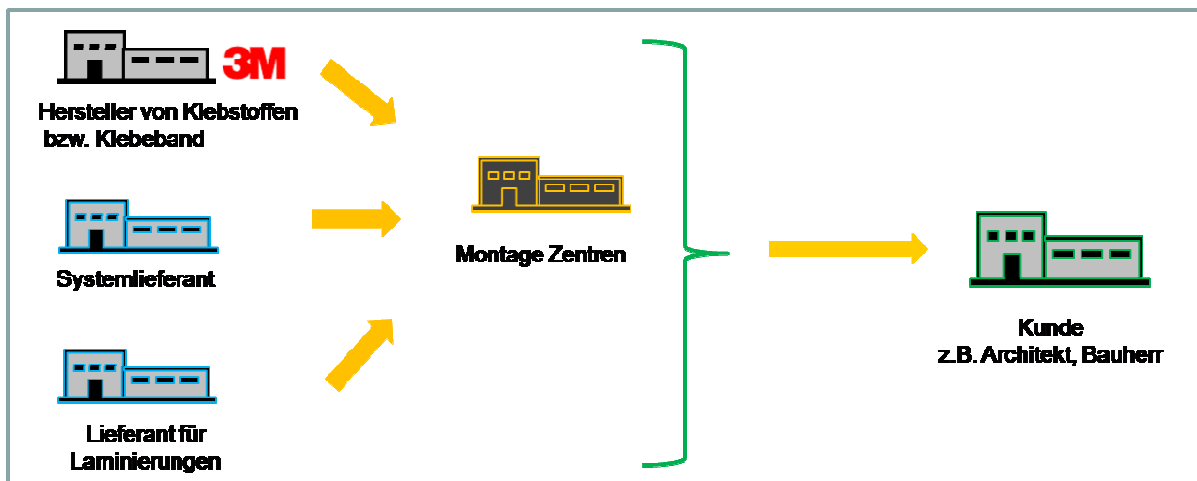 3M
Hersteller von Klebstoffen
bzw. Klebeband
Systemlieferant
Lieferant für
Laminierungen
Montage Zentren
Kunde
z.B. Architekt, Bauherr